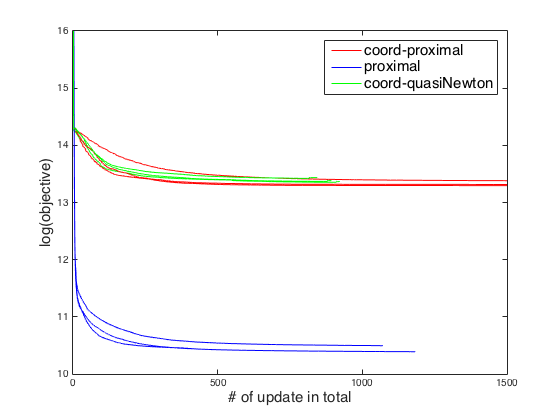 16
15
14
13
12
11
10
log(objective)
coord-proximal
proximal
coord-quasiNewton
0
500
1000
1500
# of update in total